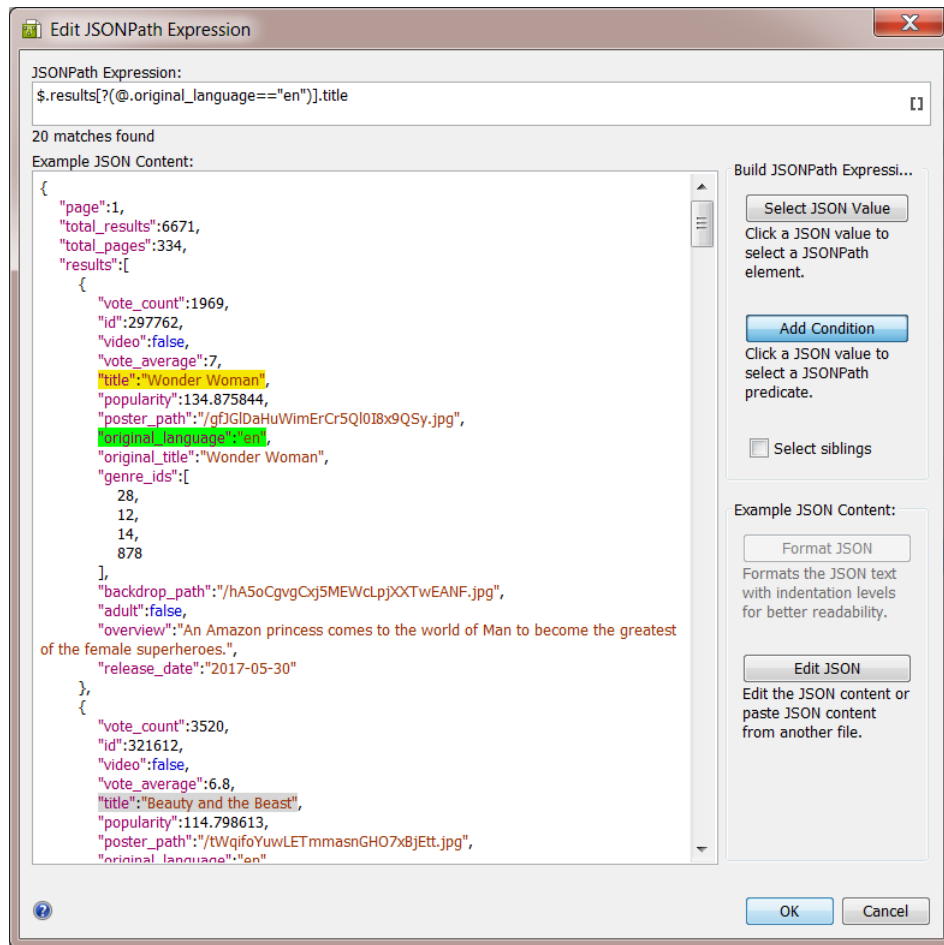 Edit JSONPath Expression
X
JSONPath Expression:
$.results[?(@.original_language=="en")].title
[]
20 matches found
Example JSON Content:
{
"page":1,
"total_results":6671,
"total_pages":334,
"results":[
{
"vote_count":1969,
"id":297762,
"video":false,
"vote_average":7,
"title":"Wonder Woman",
"popularity":134.875844,
"poster_path":"/gfJGlDaHuWimErCr5Ql0I8x9QSy.jpg",
"original_language":"en",
"original_title":"Wonder Woman",
"genre_ids":[
28,
12,
14,
878
],
"backdrop_path":"/hA5oCgvgCxj5MEWcLpjXXTwEANF.jpg",
"adult":false,
"overview":"An Amazon princess comes to the world of Man to become the greatest
of the female superheroes.",
"release_date":"2017-05-30"
},
{
"vote_count":3520,
"id":321612,
"video":false,
"vote_average":6.8,
"title":"Beauty and the Beast",
"popularity":114.798613,
"poster_path":"/tWqifoYuwLETmmasnGHO7xBjEtt.jpg",
"original_language":"en"
Build JSONPath Expressi...
Select JSON Value
Click a JSON value to
select a JSONPath
element.
Add Condition
Click a JSON value to
select a JSONPath
predicate.
Select siblings
Example JSON Content:
Format JSON
Formats the JSON text
with indentation levels
for better readability.
Edit JSON
Edit the JSON content or
paste JSON content
from another file.
?
OK
Cancel